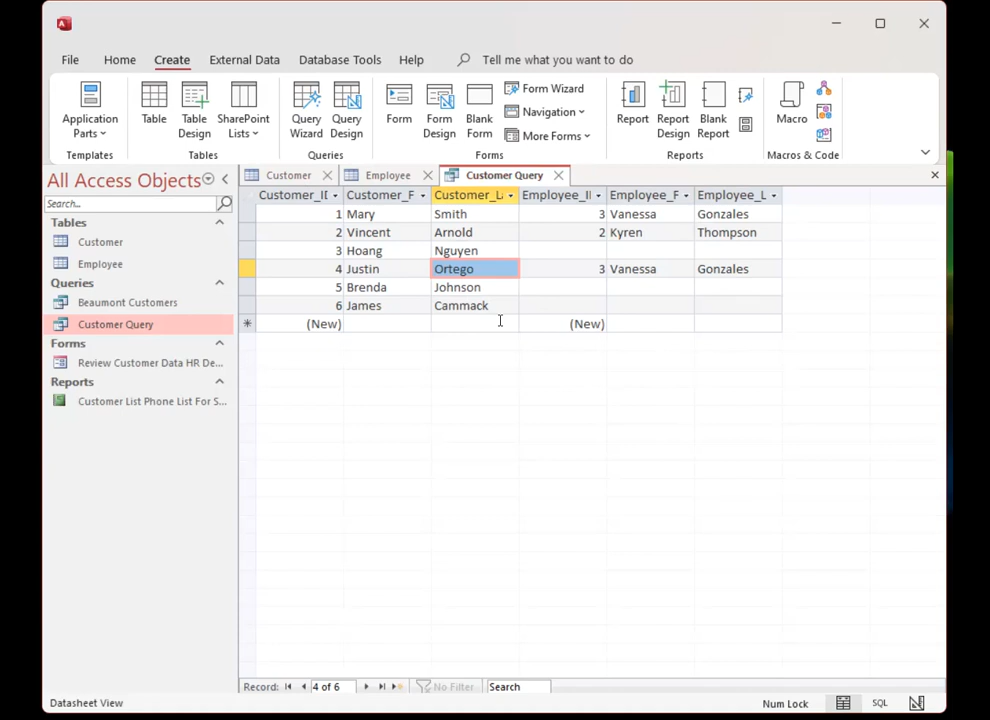 File Home Create External Data Database Tools Help Tell me what you want to do
Application Parts
Table
Table Design
SharePoint Lists
Query Wizard
Query Design
Form
Form Design
Blank Form
Form Wizard
Navigation
More Forms
Report
Report Design
Blank Report
Macro
Templates Tables Queries Forms Reports Macros & Code
All Access Objects
Search...
Tables
Customer
Employee
Queries
Beaumont Customers
Customer Query
Forms
Review Customer Data HR De...
Reports
Customer List Phone List For S...
Customer Employee Customer Query
Customer_ID Customer_F Customer_La Employee_ID Employee_F Employee_L
1 Mary Smith 3 Vanessa Gonzales
2 Vincent Arnold 2 Kyren Thompson
3 Hoang Nguyen
4 Justin Ortego 3 Vanessa Gonzales
5 Brenda Johnson
6 James Cammack
* (New) (New)
Record: 4 of 6 No Filter Search
Datasheet View Num Lock SQL